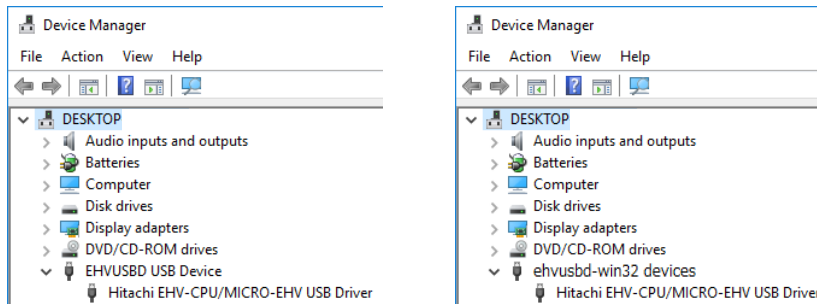 Device Manager
File Action View Help
DESKTOP
Audio inputs and outputs
Batteries
Computer
Disk drives
Display adapters
DVD/CD-ROM drives
EHVUSBD USB Device
Hitachi EHV-CPU/MICRO-EHV USB Driver
Device Manager
File Action View Help
DESKTOP
Audio inputs and outputs
Batteries
Computer
Disk drives
Display adapters
DVD/CD-ROM drives
ehvusbd-win32 devices
Hitachi EHV-CPU/MICRO-EHV USB Driver